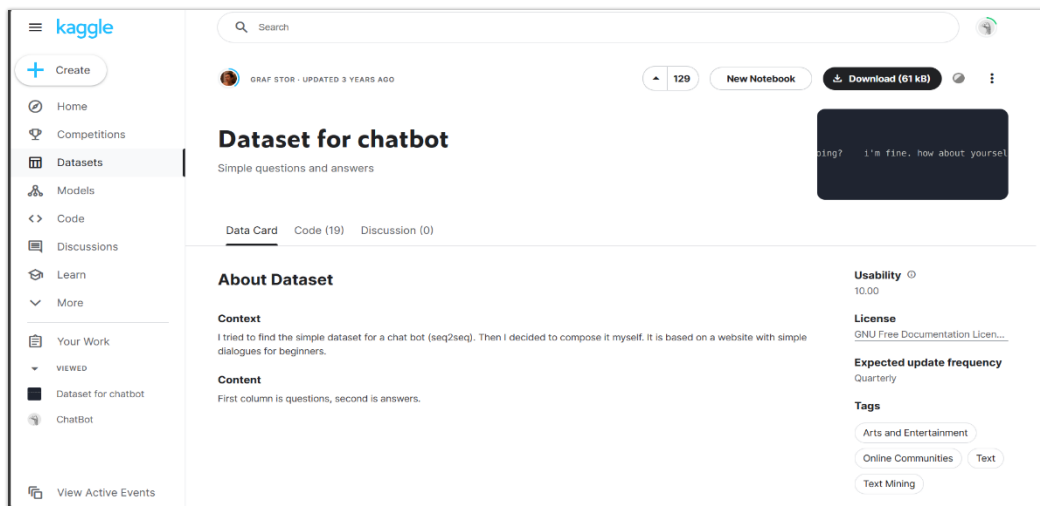 kaggle
Search
Create
Home
Competitions
Datasets
Models
Code
Discussions
Learn
More
Your Work
VIEWED
Dataset for chatbot
ChatBot
View Active Events
GRAF STOR · UPDATED 3 YEARS AGO
129
New Notebook
Download (61 kB)
Dataset for chatbot
Simple questions and answers
oing? i'm fine. how about yoursel
Data Card Code (19) Discussion (0)
About Dataset
Context
I tried to find the simple dataset for a chat bot (seq2seq). Then I decided to compose it myself. It is based on a website with simple
dialogues for beginners.
Content
First column is questions, second is answers.
Usability
10.00
License
GNU Free Documentation Licen...
Expected update frequency
Quarterly
Tags
Arts and Entertainment
Online Communities Text
Text Mining